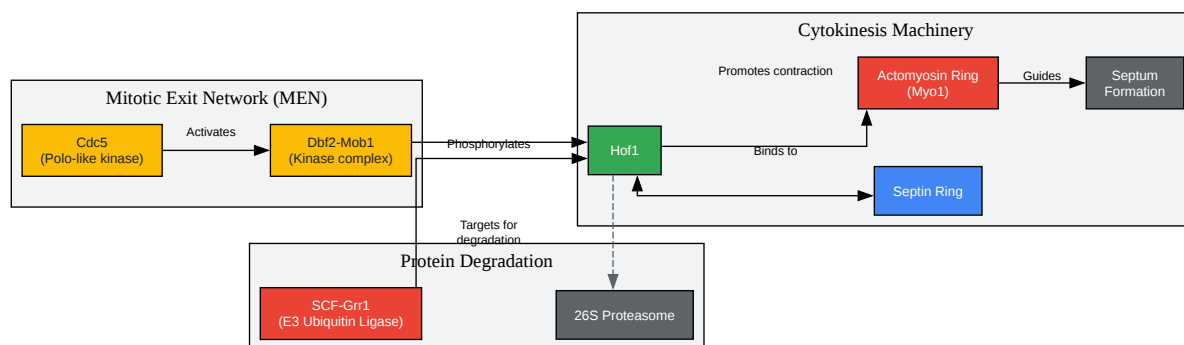 Cytokinesis Machinery
Promotes contraction
Actomyosin Ring
(Myo1)
Guides
Septum
Formation
Mitotic Exit Network (MEN)
Cdc5
(Polo-like kinase)
Activates
Dbf2-Mob1
(Kinase complex)
Phosphorylates
Hof1
Binds to
Septin Ring
Targets for
degradation
Protein Degradation
SCF-Grr1
(E3 Ubiquitin Ligase)
26S Proteasome